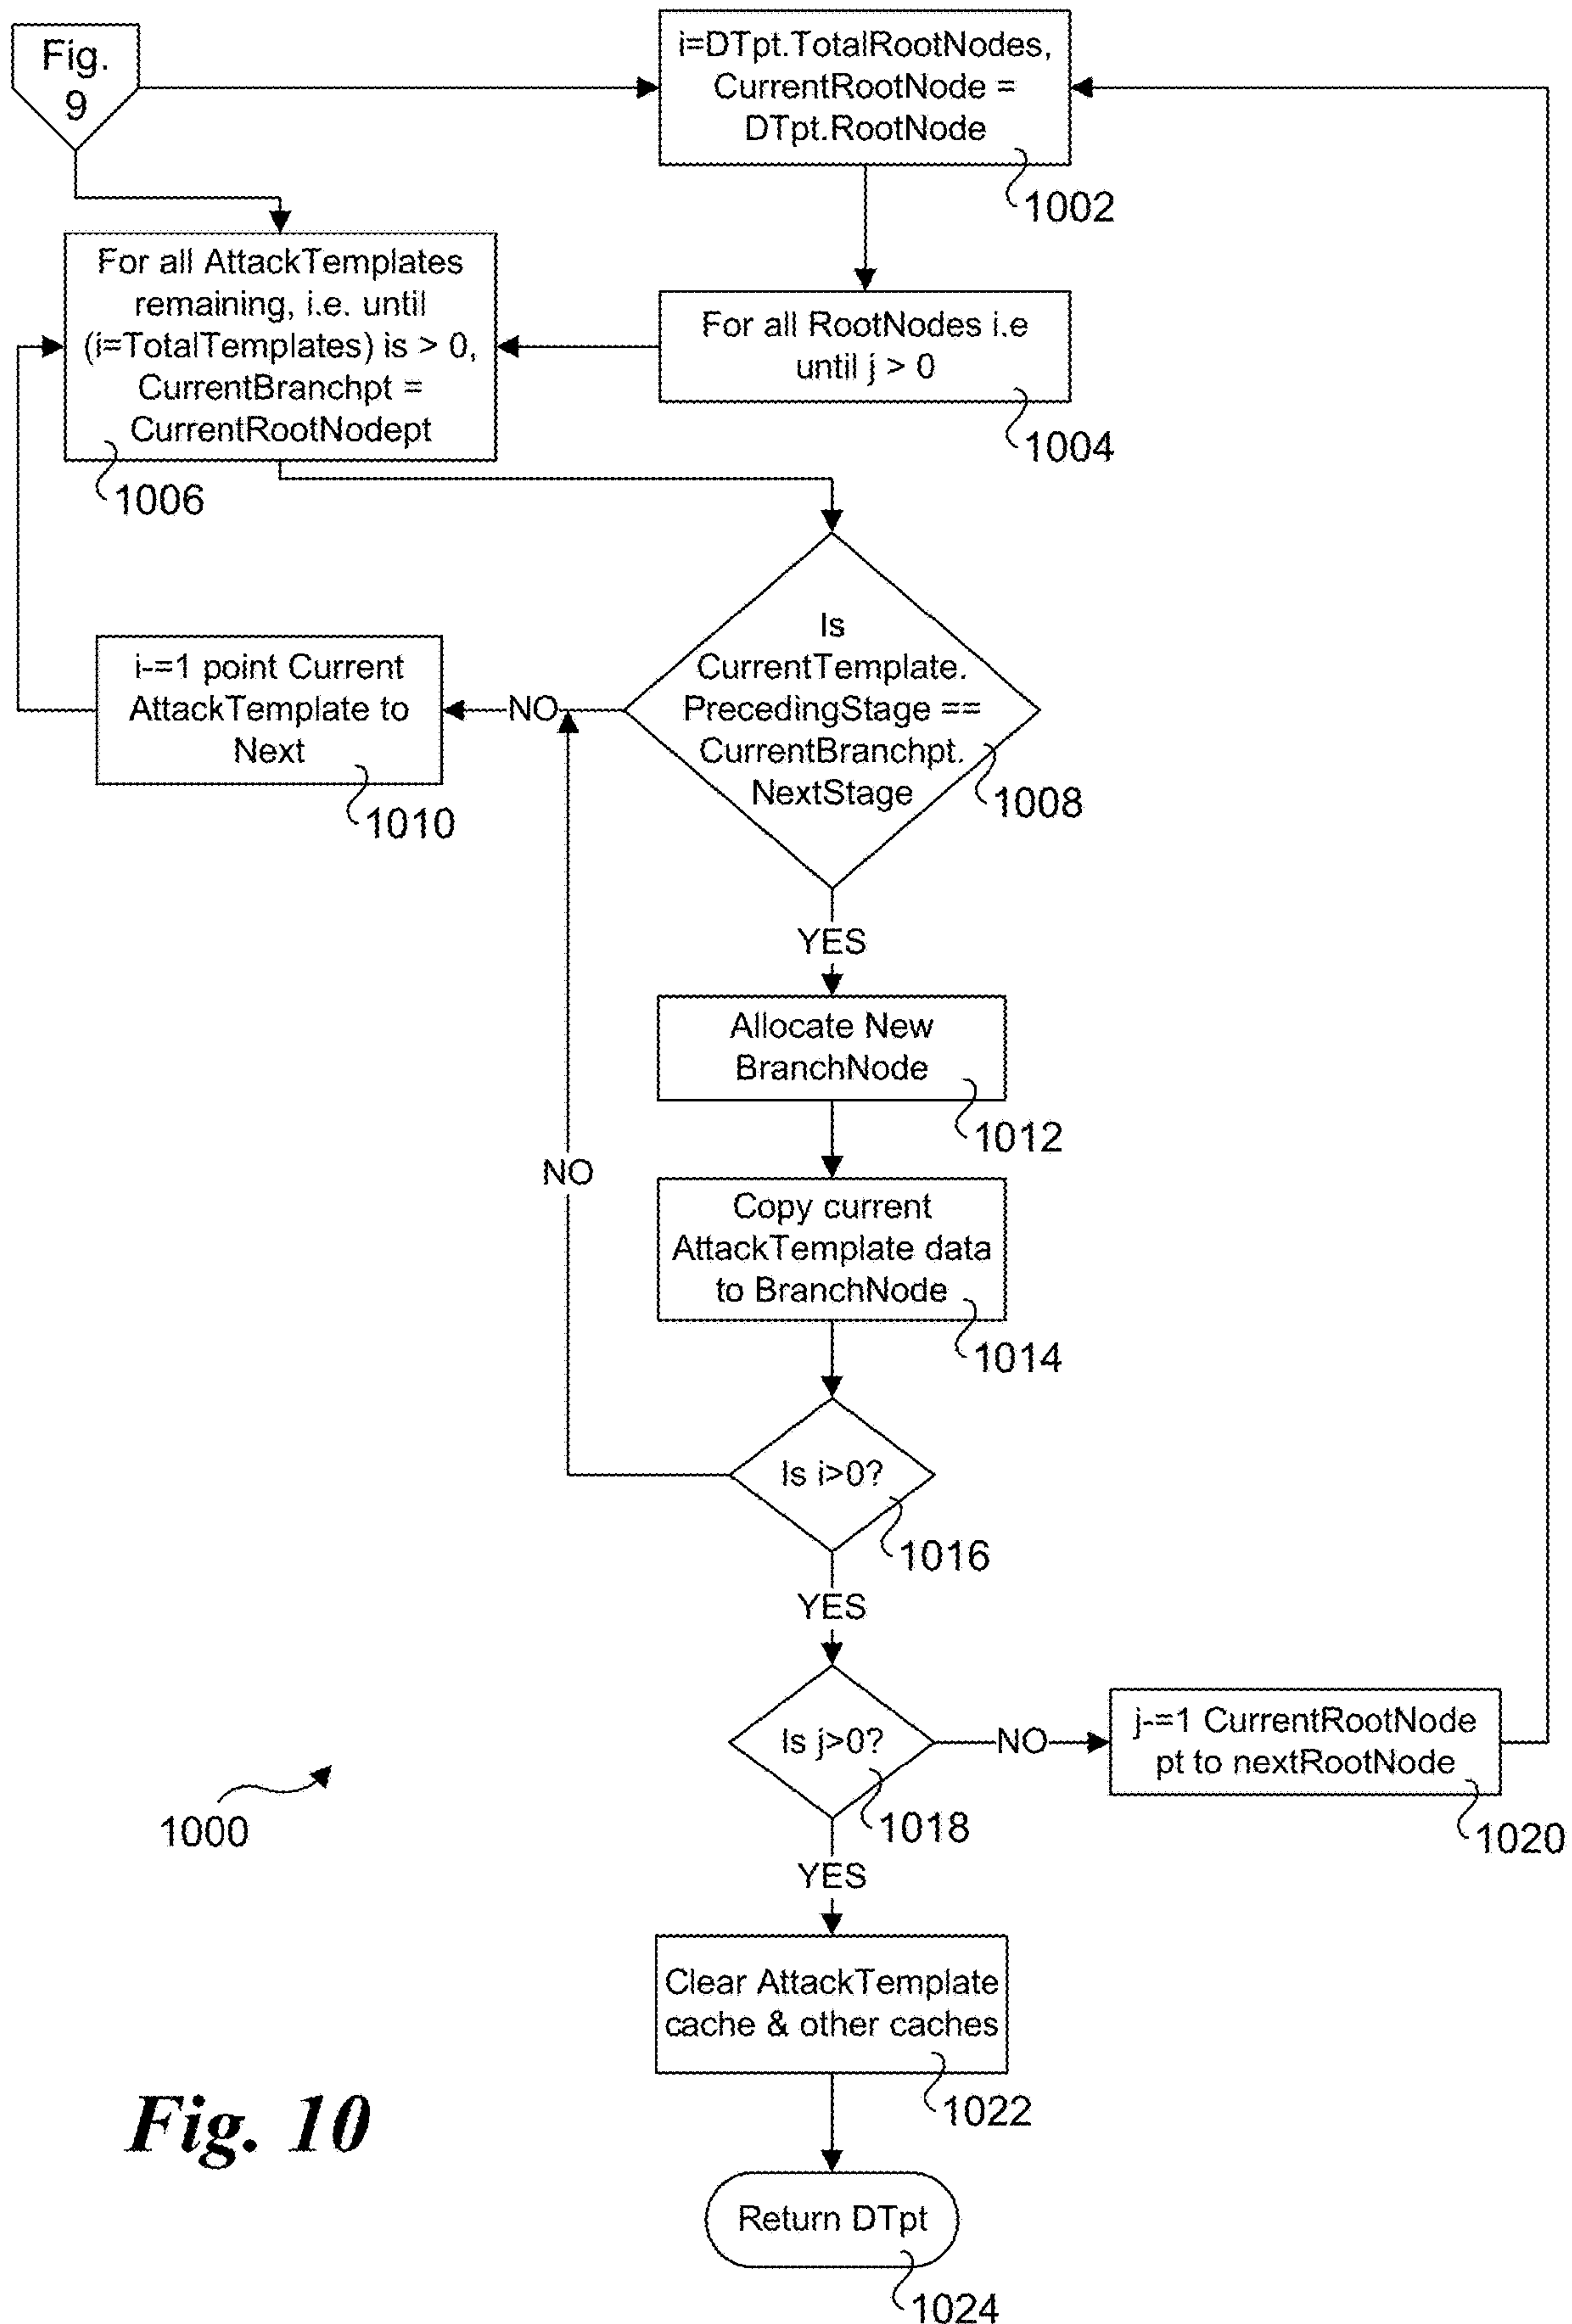 Fig.
9
i=DTpt.TotalRootNodes,
CurrentRootNode =
DTpt.RootNode
1002
For all AttackTemplates
remaining, i.e. until
(i=TotalTemplates) is > 0,
CurrentBranchpt =
CurrentRootNodept
1006
For all RootNodes i.e
until j > 0
1004
Is
CurrentTemplate.
PrecedingStage ==
CurrentBranchpt.
NextStage
1008
NO
i-=1 point Current
AttackTemplate to
Next
1010
YES
Allocate New
BranchNode
1012
NO
Copy current
AttackTemplate data
to BranchNode
1014
Is i>0?
1016
YES
Is j>0?
1018
NO
j-=1 CurrentRootNode
pt to nextRootNode
1020
1000
YES
Clear AttackTemplate
cache & other caches
1022
Fig. 10
Return DTpt
1024